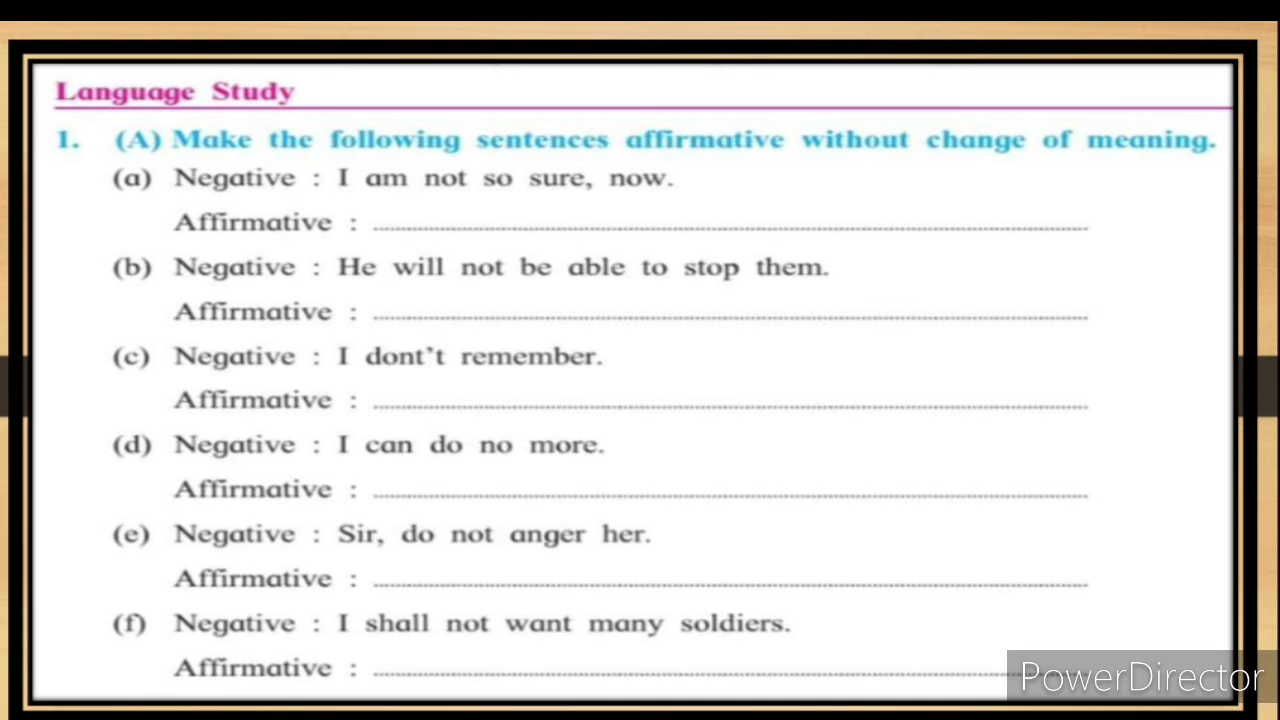 Language Study
1. (A) Make the following sentences affirmative without change of meaning.
(a) Negative : I am not so sure, now.
Affirmative : ........................................
(b) Negative : He will not be able to stop them.
Affirmative : ........................................
(c) Negative : I dont't remember.
Affirmative : ........................................
(d) Negative : I can do no more.
Affirmative : ........................................
(e) Negative : Sir, do not anger her.
Affirmative : ........................................
(f) Negative : I shall not want many soldiers.
Affirmative : ........................................
PowerDirector